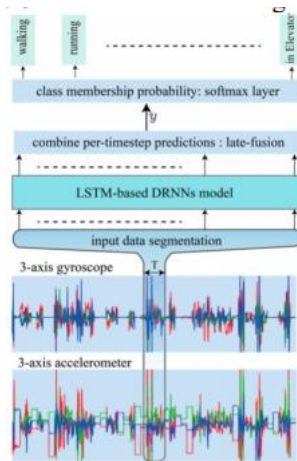 walking
running
in Elevator
class membership probability: softmax layer
y
combine per-timestep predictions : late-fusion
LSTM-based DRNNs model
input data segmentation
T
3-axis gyroscope
3-axis accelerometer